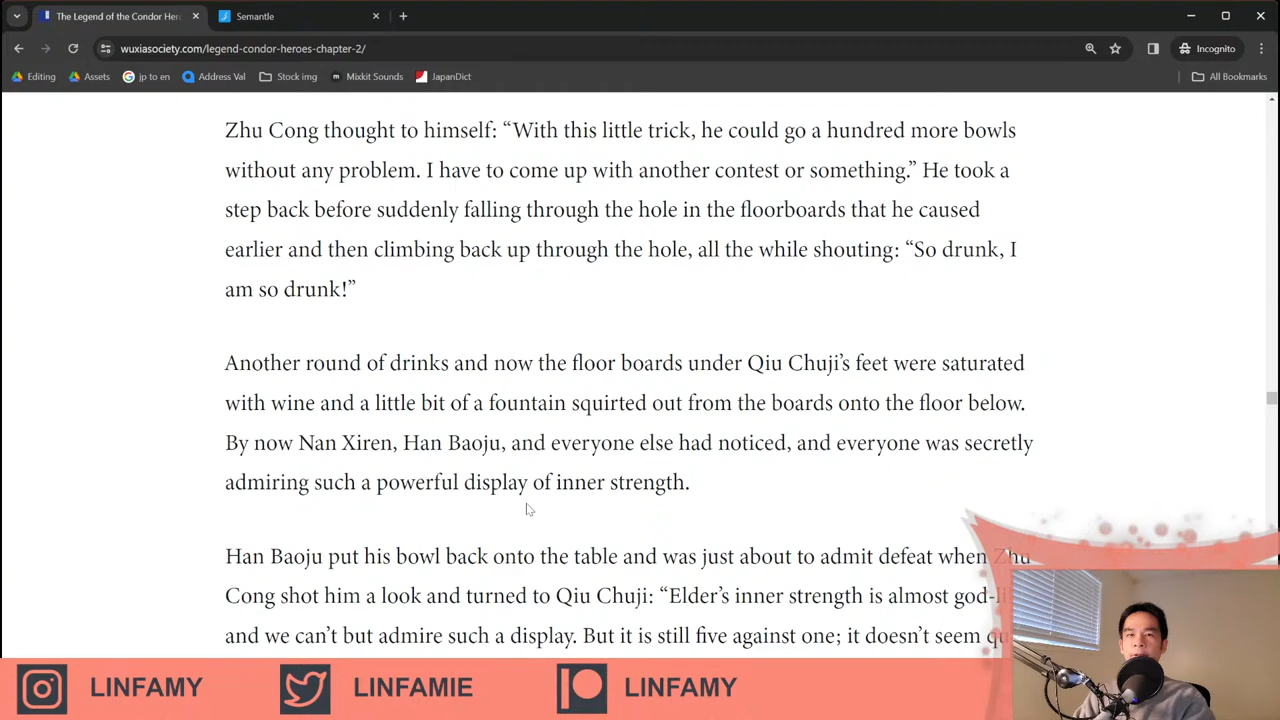 The Legend of the Condor Her
Semantle
wuxiasociety.com/legend-condor-heroes-chapter-2/
Incognito
Editing
Assets
jp to en
Address Val
Stock img
Mixkit Sounds
JapanDict
All Bookmarks
Zhu Cong thought to himself: “With this little trick, he could go a hundred more bowls
without any problem. I have to come up with another contest or something.” He took a
step back before suddenly falling through the hole in the floorboards that he caused
earlier and then climbing back up through the hole, all the while shouting: “So drunk, I
am so drunk!”
Another round of drinks and now the floor boards under Qiu Chuji’s feet were saturated
with wine and a little bit of a fountain squirted out from the boards onto the floor below.
By now Nan Xiren, Han Baoju, and everyone else had noticed, and everyone was secretly
admiring such a powerful display of inner strength.
Han Baoju put his bowl back onto the table and was just about to admit defeat when Zhu
Cong shot him a look and turned to Qiu Chuji: “Elder’s inner strength is almost god-li
and we can’t but admire such a display. But it is still five against one; it doesn’t seem qu
LINFAMY
LINFAMIE
LINFAMY